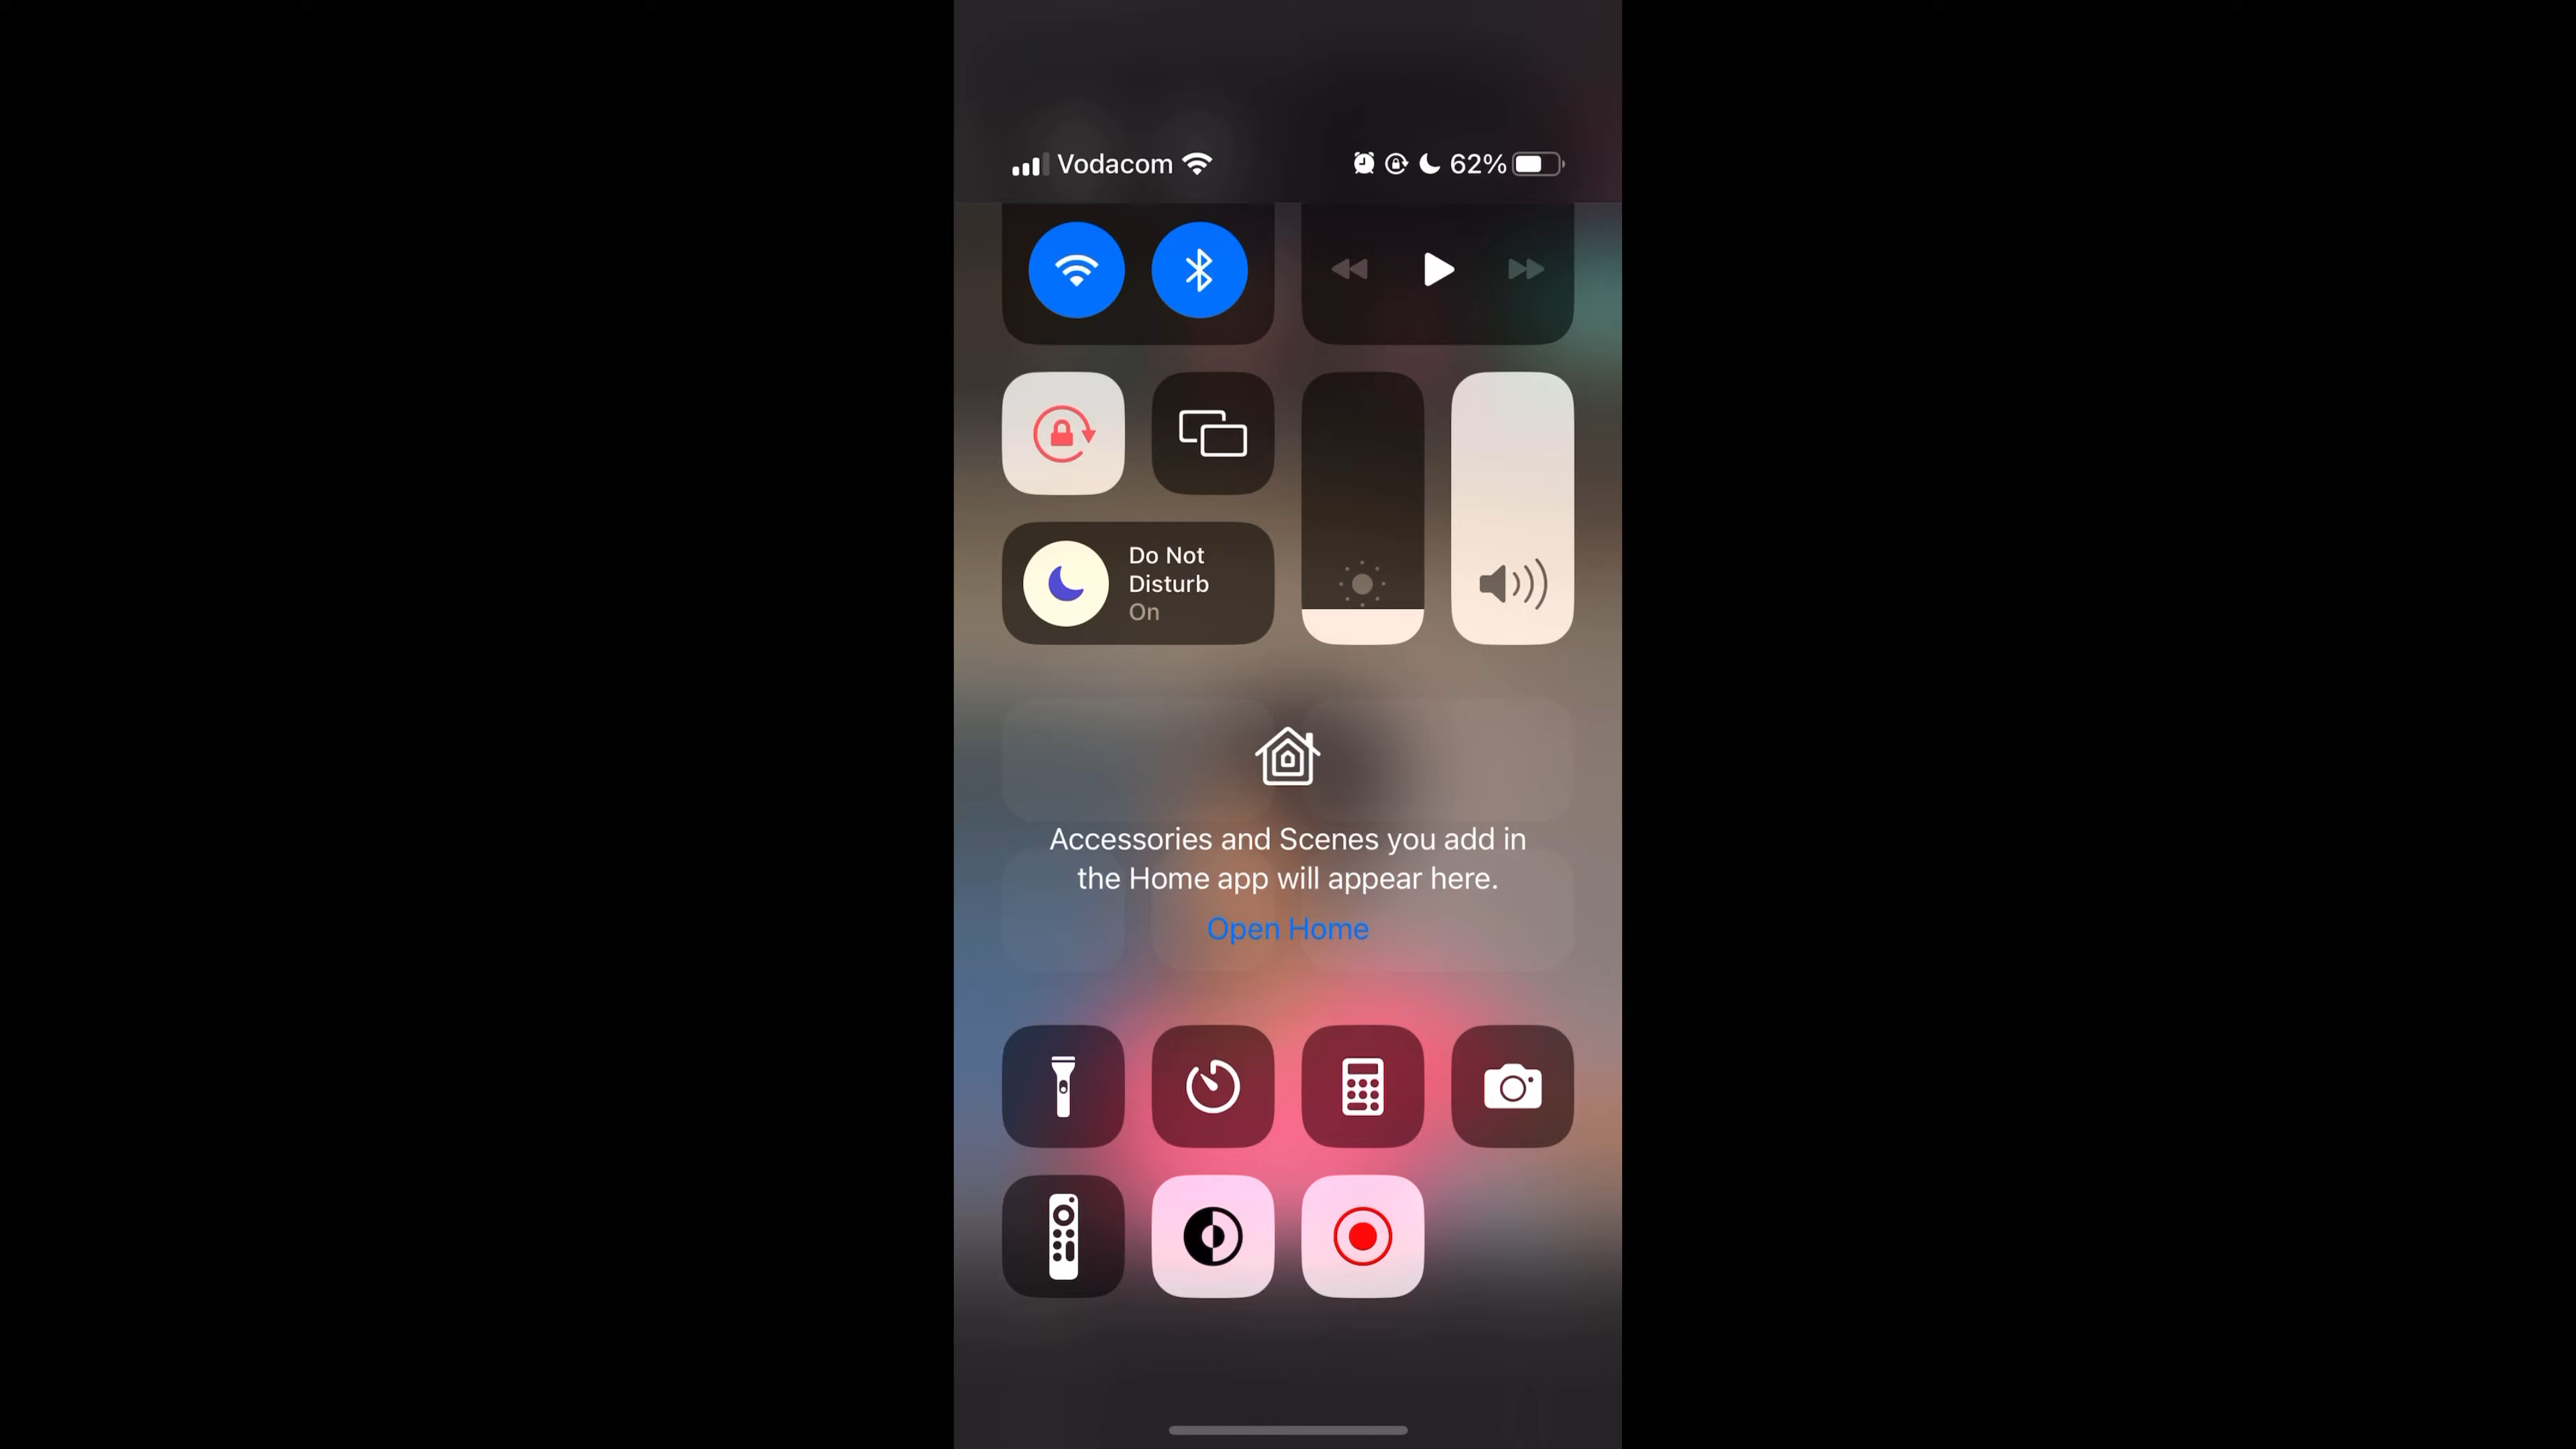 Vodacom
62%
Do Not
Disturb
On
Accessories and Scenes you add in
the Home app will appear here.
Open Home